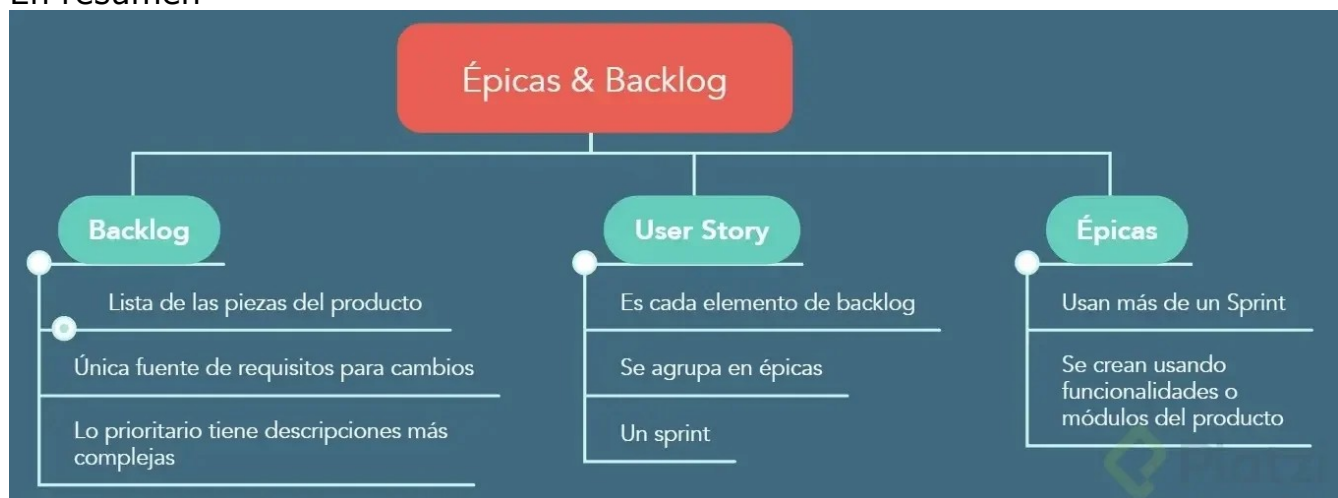 En resumen
Épicas & Backlog
Backlog
Lista de las piezas del producto
Única fuente de requisitos para cambios
Lo prioritario tiene descripciones más
complejas
User Story
Es cada elemento de backlog
Se agrupa en épicas
Un sprint
Épicas
Usan más de un Sprint
Se crean usando
funcionalidades o
módulos del producto
Platzi